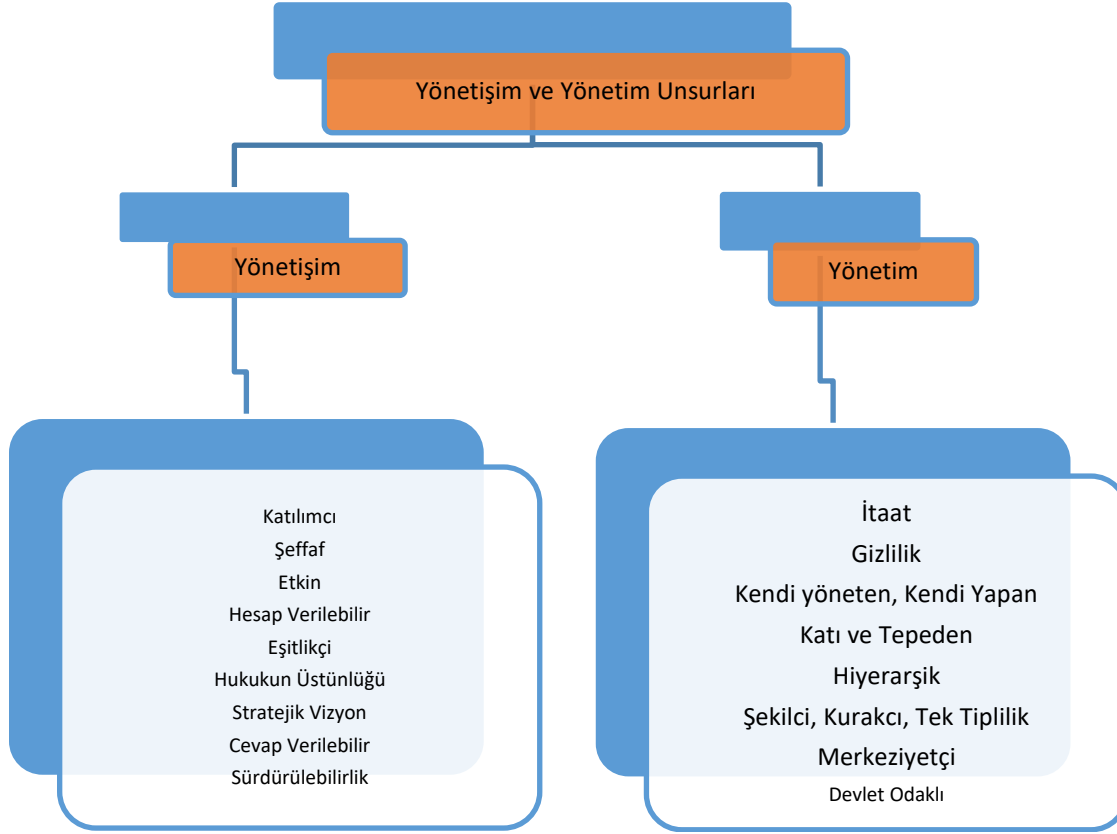 Yönetişim ve Yönetim Unsurları
Yönetişim
Yönetim
Katılımcı
Şeffaf
Etkin
Hesap Verilebilir
Eşitlikçi
Hukukun Üstünlüğü
Stratejik Vizyon
Cevap Verilebilir
Sürdürülebilirlik
İtaat
Gizlilik
Kendi yöneten, Kendi Yapan
Katı ve Tepeden
Hiyerarşik
Şekilci, Kurakcı, Tek Tiplilik
Merkeziyetçi
Devlet Odaklı